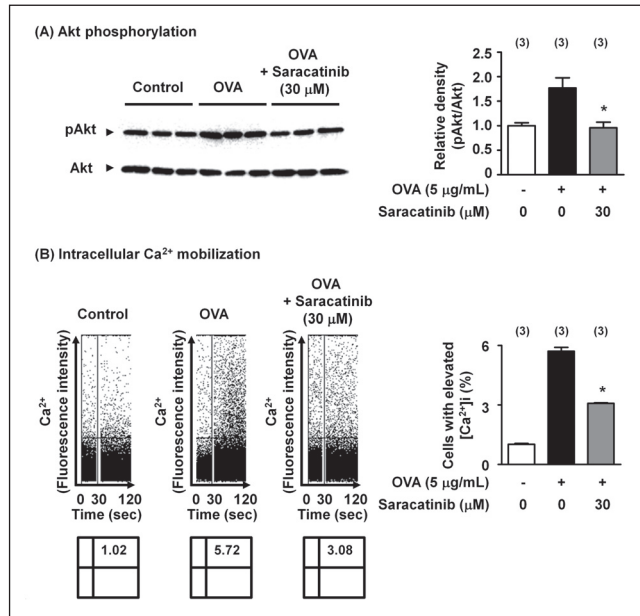 (A) Akt phosphorylation
Control
OVA
OVA
+ Saracatinib
(30 μM)
pAkt
Akt
Relative density
(pAkt/Akt)
2.5
2.0
1.5
1.0
0.5
0.0
(3) (3) (3)
*
OVA (5 μg/mL) - + +
Saracatinib (μM) 0 0 30
(B) Intracellular Ca²⁺ mobilization
Control
OVA
OVA
+ Saracatinib
(30 μM)
Ca²⁺
(Fluorescence intensity)
0 30 120
Time (sec)
1.02
Ca²⁺
(Fluorescence intensity)
0 30 120
Time (sec)
5.72
Ca²⁺
(Fluorescence intensity)
0 30 120
Time (sec)
3.08
Cells with elevated
[Ca²⁺]i (%)
6
3
0
(3) (3) (3)
*
OVA (5 μg/mL) - + +
Saracatinib (μM) 0 0 30